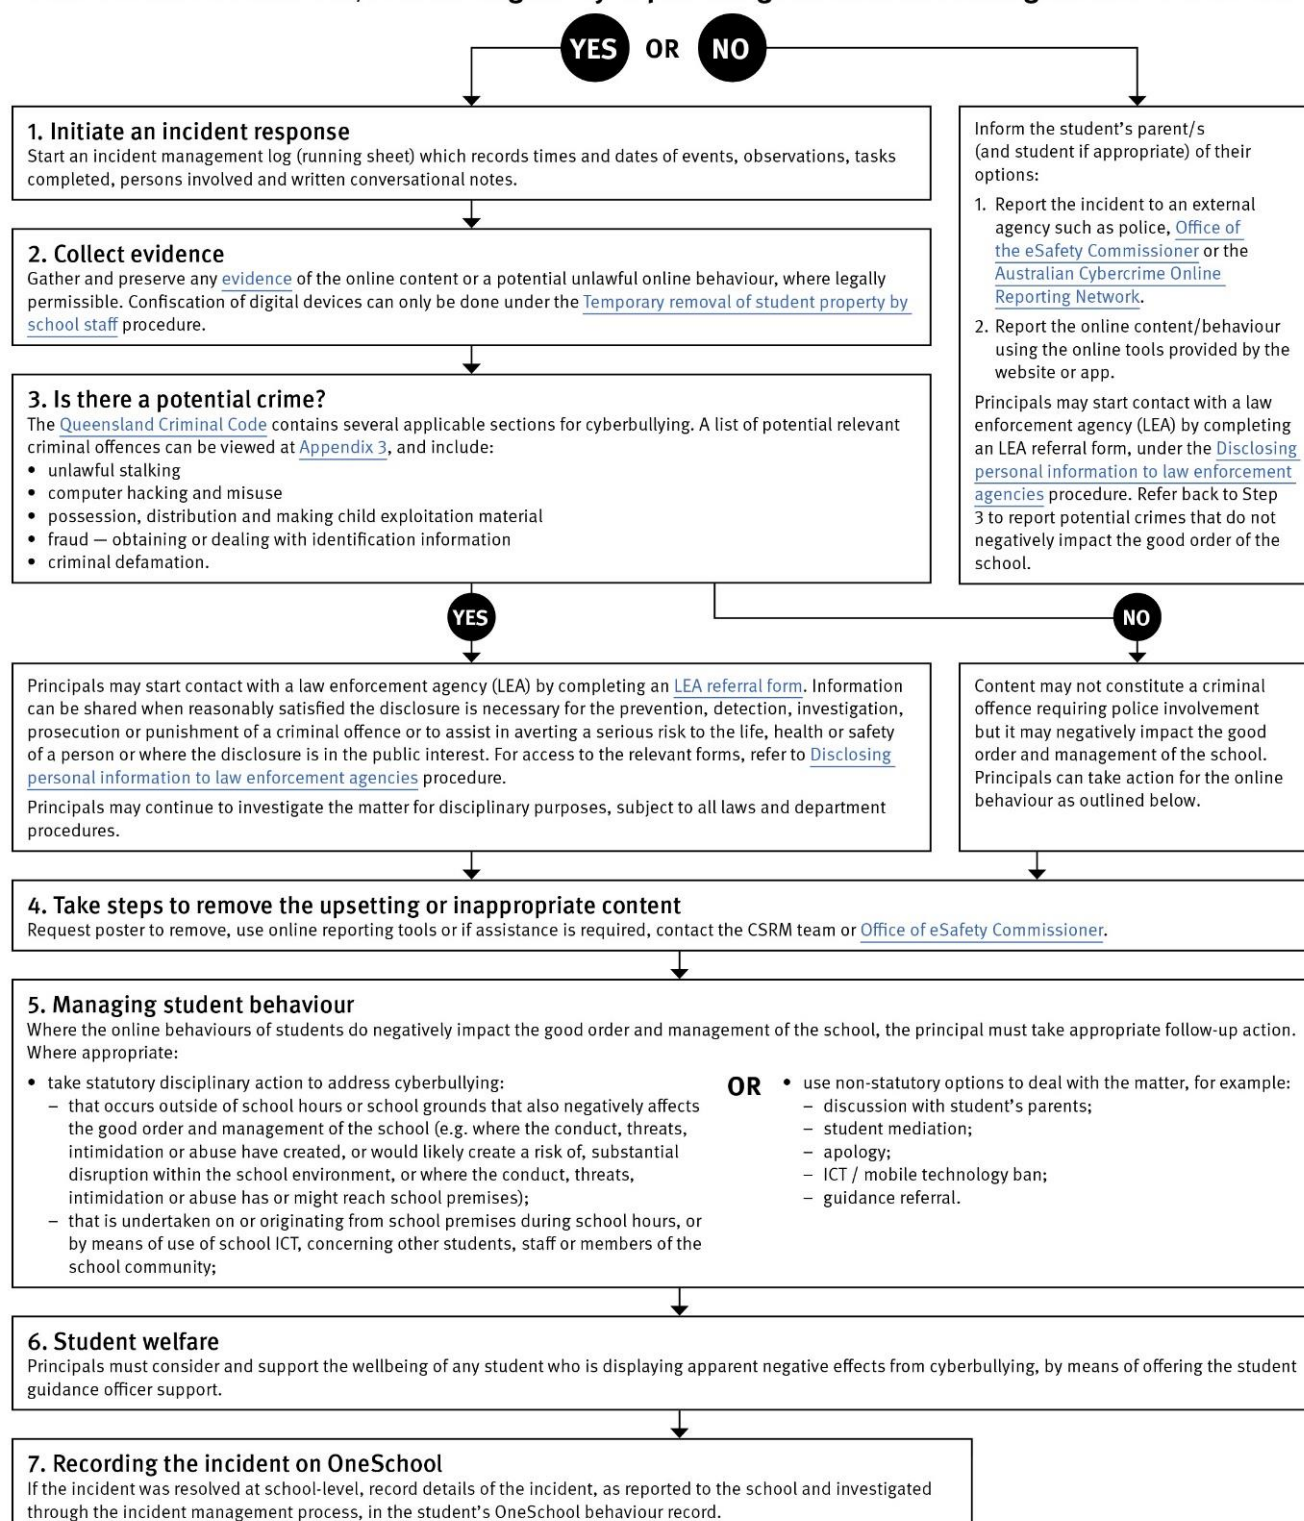 YES OR NO
1. Initiate an incident response
Start an incident management log (running sheet) which records times and dates of events, observations, tasks
completed, persons involved and written conversational notes.
2. Collect evidence
Gather and preserve any evidence of the online content or a potential unlawful online behaviour, where legally
permissible. Confiscation of digital devices can only be done under the Temporary removal of student property by
school staff procedure.
3. Is there a potential crime?
The Queensland Criminal Code contains several applicable sections for cyberbullying. A list of potential relevant
criminal offences can be viewed at Appendix 3, and include:
• unlawful stalking
• computer hacking and misuse
• possession, distribution and making child exploitation material
• fraud — obtaining or dealing with identification information
• criminal defamation.
Inform the student's parent/s
(and student if appropriate) of their
options:
1. Report the incident to an external
agency such as police, Office of
the eSafety Commissioner or the
Australian Cybercrime Online
Reporting Network.
2. Report the online content/behaviour
using the online tools provided by the
website or app.
Principals may start contact with a law
enforcement agency (LEA) by completing
an LEA referral form, under the Disclosing
personal information to law enforcement
agencies procedure. Refer back to Step
3 to report potential crimes that do not
negatively impact the good order of the
school.
YES
NO
Principals may start contact with a law enforcement agency (LEA) by completing an LEA referral form. Information
can be shared when reasonably satisfied the disclosure is necessary for the prevention, detection, investigation,
prosecution or punishment of a criminal offence or to assist in averting a serious risk to the life, health or safety
of a person or where the disclosure is in the public interest. For access to the relevant forms, refer to Disclosing
personal information to law enforcement agencies procedure.
Principals may continue to investigate the matter for disciplinary purposes, subject to all laws and department
procedures.
Content may not constitute a criminal
offence requiring police involvement
but it may negatively impact the good
order and management of the school.
Principals can take action for the online
behaviour as outlined below.
4. Take steps to remove the upsetting or inappropriate content
Request poster to remove, use online reporting tools or if assistance is required, contact the CSRM team or Office of eSafety Commissioner.
5. Managing student behaviour
Where the online behaviours of students do negatively impact the good order and management of the school, the principal must take appropriate follow-up action.
Where appropriate:
• take statutory disciplinary action to address cyberbullying:
– that occurs outside of school hours or school grounds that also negatively affects
the good order and management of the school (e.g. where the conduct, threats,
intimidation or abuse have created, or would likely create a risk of, substantial
disruption within the school environment, or where the conduct, threats,
intimidation or abuse has or might reach school premises);
– that is undertaken on or originating from school premises during school hours, or
by means of use of school ICT, concerning other students, staff or members of the
school community;
OR
• use non-statutory options to deal with the matter, for example:
– discussion with student's parents;
– student mediation;
– apology;
– ICT / mobile technology ban;
– guidance referral.
6. Student welfare
Principals must consider and support the wellbeing of any student who is displaying apparent negative effects from cyberbullying, by means of offering the student
guidance officer support.
7. Recording the incident on OneSchool
If the incident was resolved at school-level, record details of the incident, as reported to the school and investigated
through the incident management process, in the student's OneSchool behaviour record.